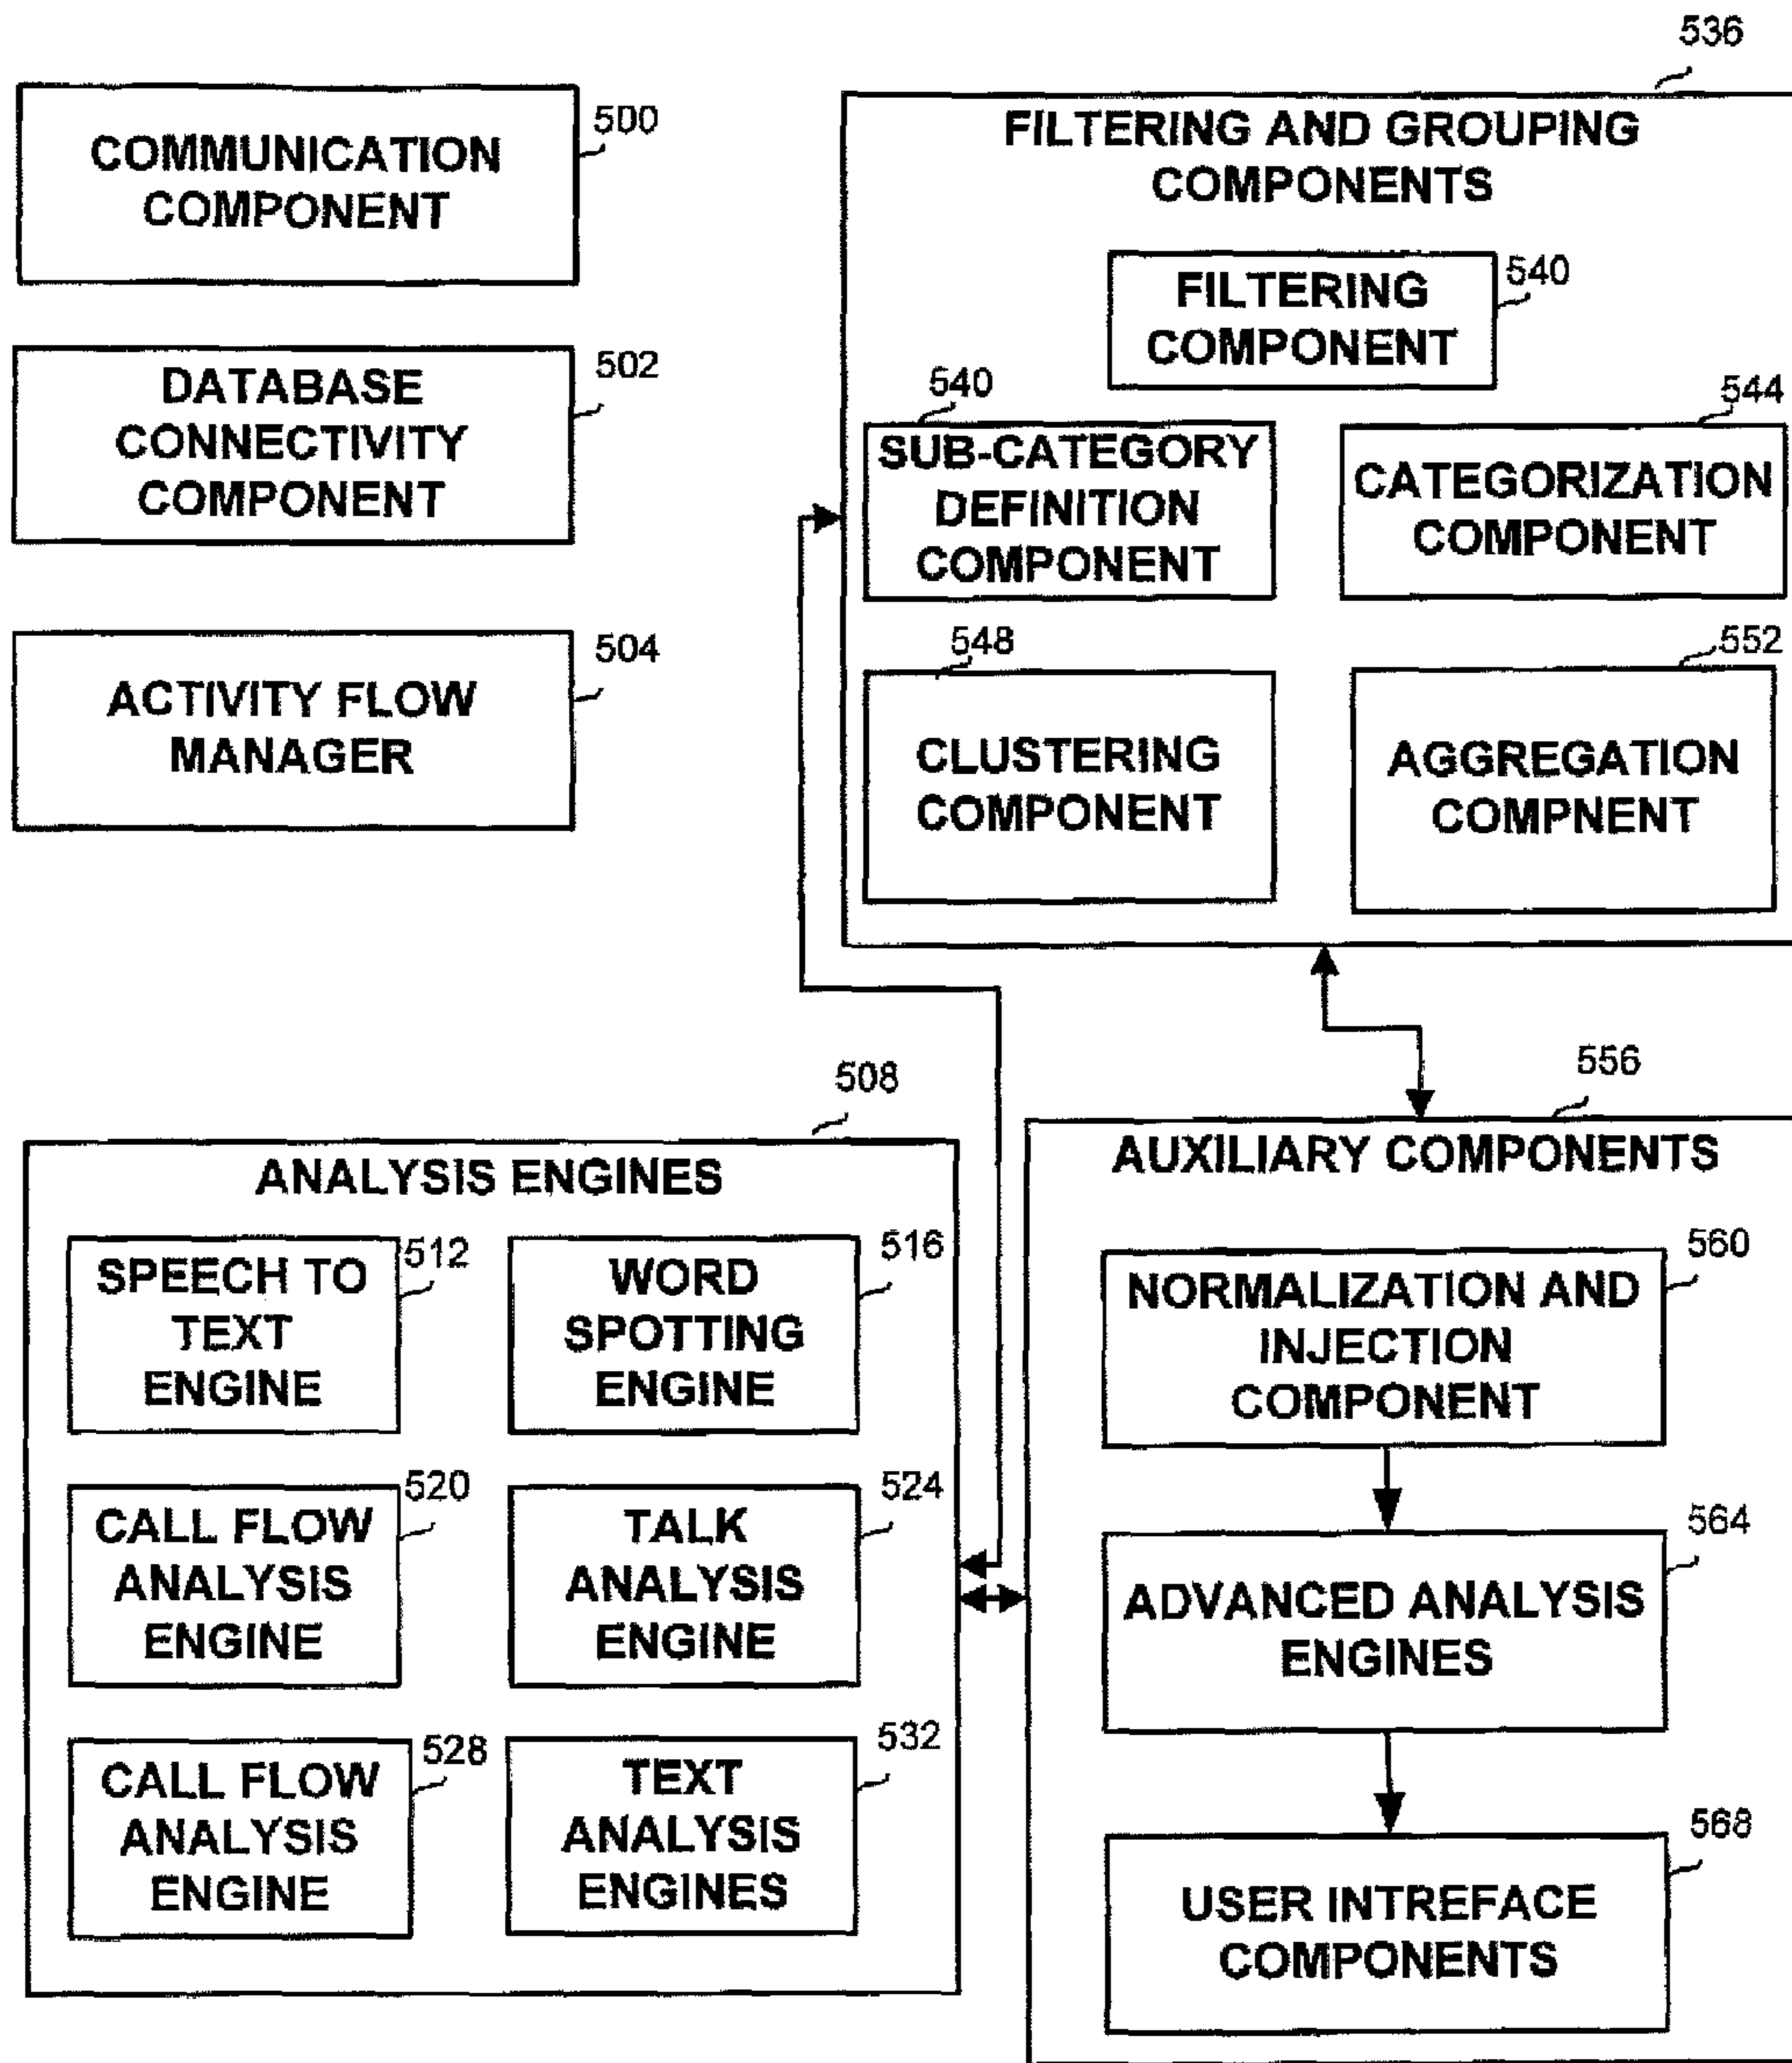 COMMUNICATION
COMPONENT
500
DATABASE
CONNECTIVITY
COMPONENT
502
ACTIVITY FLOW
MANAGER
504
536
FILTERING AND GROUPING
COMPONENTS
FILTERING
COMPONENT
540
540
SUB-CATEGORY
DEFINITION
COMPONENT
544
CATEGORIZATION
COMPONENT
548
CLUSTERING
COMPONENT
552
AGGREGATION
COMPNENT
508
ANALYSIS ENGINES
SPEECH TO
TEXT
ENGINE
512
WORD
SPOTTING
ENGINE
516
CALL FLOW
ANALYSIS
ENGINE
520
TALK
ANALYSIS
ENGINE
524
CALL FLOW
ANALYSIS
ENGINE
528
TEXT
ANALYSIS
ENGINES
532
556
AUXILIARY COMPONENTS
NORMALIZATION AND
INJECTION
COMPONENT
560
ADVANCED ANALYSIS
ENGINES
564
USER INTREFACE
COMPONENTS
568